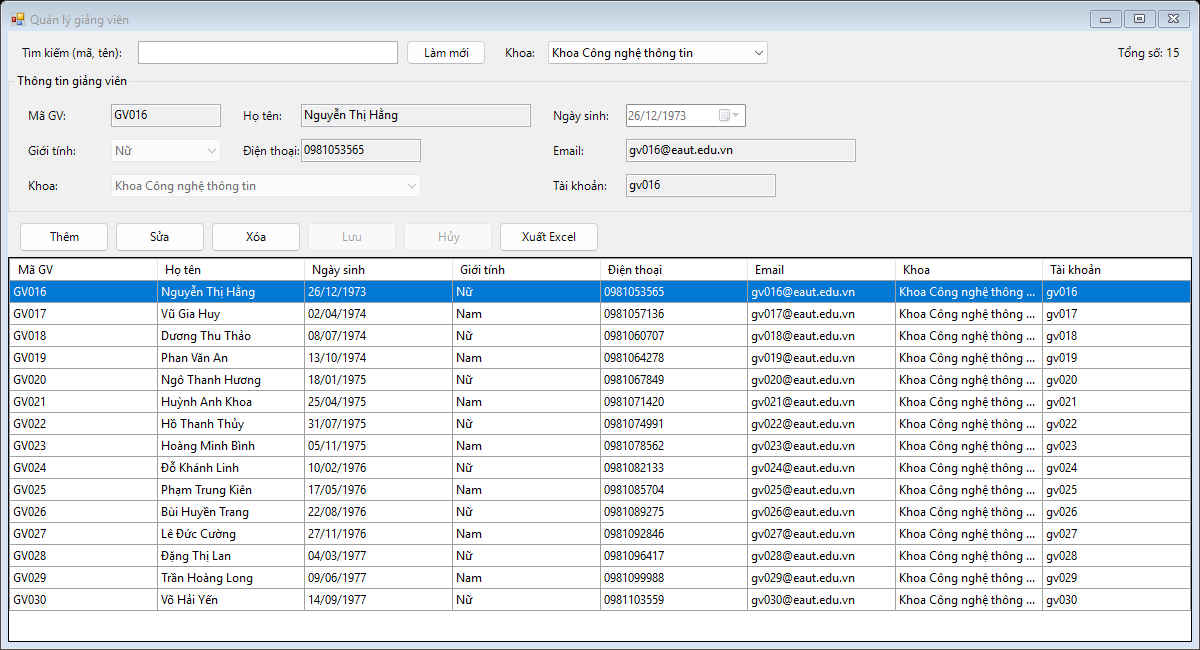 Quản lý giảng viên
Tìm kiếm (mã, tên): Làm mới Khoa: Khoa Công nghệ thông tin Tổng số: 15
Thông tin giảng viên
Mã GV: GV016 Họ tên: Nguyễn Thị Hằng Ngày sinh: 26/12/1973
Giới tính: Nữ Điện thoại: 0981053565 Email: gv016@eaut.edu.vn
Khoa: Khoa Công nghệ thông tin Tài khoản: gv016
Thêm Sửa Xóa Lưu Hủy Xuất Excel
Mã GV Họ tên Ngày sinh Giới tính Điện thoại Email Khoa Tài khoản
GV016 Nguyễn Thị Hằng 26/12/1973 Nữ 0981053565 gv016@eaut.edu.vn Khoa Công nghệ thông ... gv016
GV017 Vũ Gia Huy 02/04/1974 Nam 0981057136 gv017@eaut.edu.vn Khoa Công nghệ thông ... gv017
GV018 Dương Thu Thảo 08/07/1974 Nữ 0981060707 gv018@eaut.edu.vn Khoa Công nghệ thông ... gv018
GV019 Phan Văn An 13/10/1974 Nam 0981064278 gv019@eaut.edu.vn Khoa Công nghệ thông ... gv019
GV020 Ngô Thanh Hương 18/01/1975 Nữ 0981067849 gv020@eaut.edu.vn Khoa Công nghệ thông ... gv020
GV021 Huỳnh Anh Khoa 25/04/1975 Nam 0981071420 gv021@eaut.edu.vn Khoa Công nghệ thông ... gv021
GV022 Hồ Thanh Thủy 31/07/1975 Nữ 0981074991 gv022@eaut.edu.vn Khoa Công nghệ thông ... gv022
GV023 Hoàng Minh Bình 05/11/1975 Nam 0981078562 gv023@eaut.edu.vn Khoa Công nghệ thông ... gv023
GV024 Đỗ Khánh Linh 10/02/1976 Nữ 0981082133 gv024@eaut.edu.vn Khoa Công nghệ thông ... gv024
GV025 Phạm Trung Kiên 17/05/1976 Nam 0981085704 gv025@eaut.edu.vn Khoa Công nghệ thông ... gv025
GV026 Bùi Huyền Trang 22/08/1976 Nữ 0981089275 gv026@eaut.edu.vn Khoa Công nghệ thông ... gv026
GV027 Lê Đức Cường 27/11/1976 Nam 0981092846 gv027@eaut.edu.vn Khoa Công nghệ thông ... gv027
GV028 Đặng Thị Lan 04/03/1977 Nữ 0981096417 gv028@eaut.edu.vn Khoa Công nghệ thông ... gv028
GV029 Trần Hoàng Long 09/06/1977 Nam 0981099988 gv029@eaut.edu.vn Khoa Công nghệ thông ... gv029
GV030 Võ Hải Yến 14/09/1977 Nữ 0981103559 gv030@eaut.edu.vn Khoa Công nghệ thông ... gv030